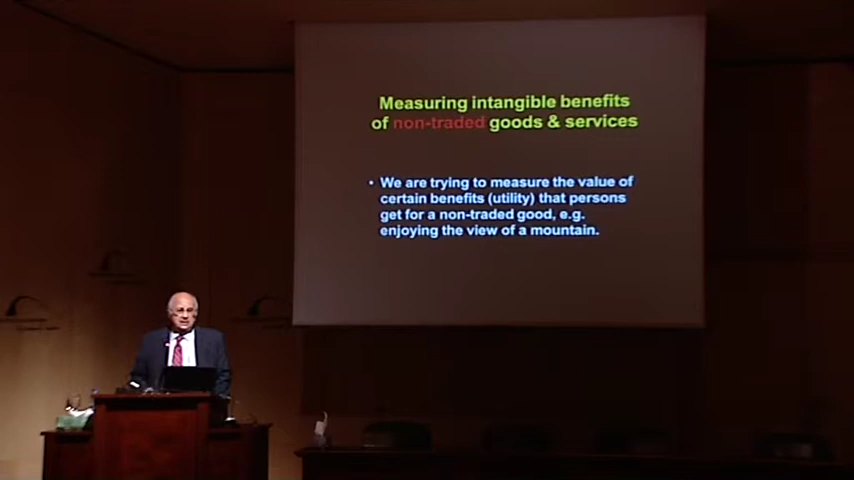 Measuring intangible benefits
of non-traded goods & services
• We are trying to measure the value of
certain benefits (utility) that persons
get for a non-traded good, e.g.
enjoying the view of a mountain.